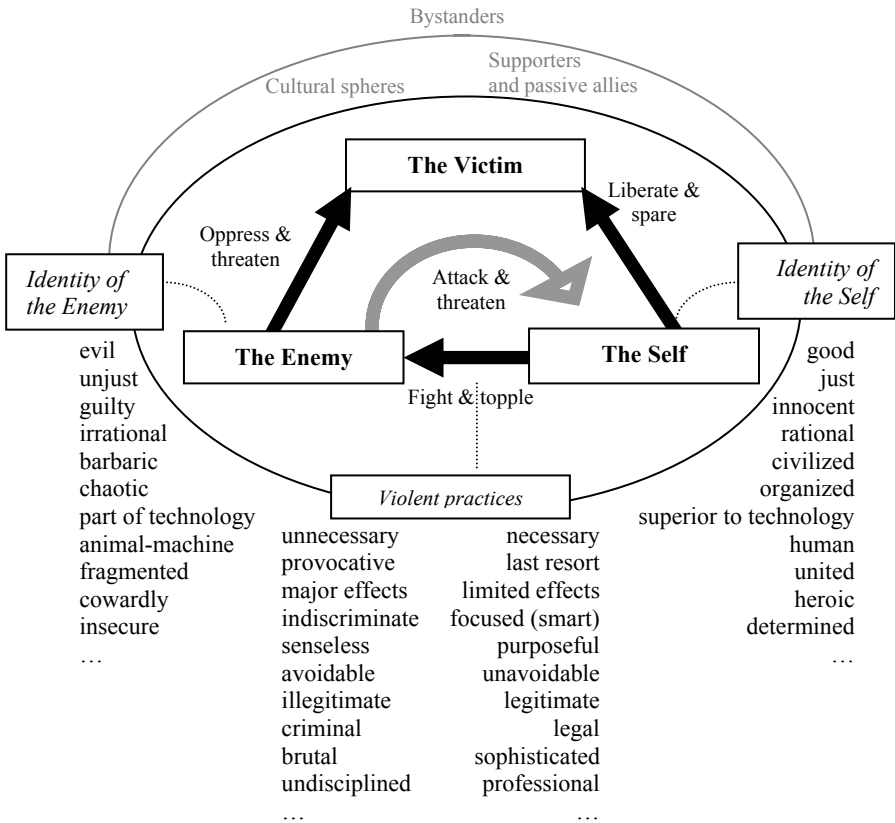 Bystanders
Supporters
and passive allies
Cultural spheres
The Victim
Liberate &
spare
Oppress &
threaten
Attack &
threaten
Identity of
the Enemy
Identity of
the Self
The Enemy
The Self
Fight & topple
evil
unjust
guilty
irrational
barbaric
chaotic
part of technology
animal-machine
fragmented
cowardly
insecure
…
good
just
innocent
rational
civilized
organized
superior to technology
human
united
heroic
determined
…
Violent practices
unnecessary
provocative
major effects
indiscriminate
senseless
avoidable
illegitimate
criminal
brutal
undisciplined
…
necessary
last resort
limited effects
focused (smart)
purposeful
unavoidable
legitimate
legal
sophisticated
professional
…